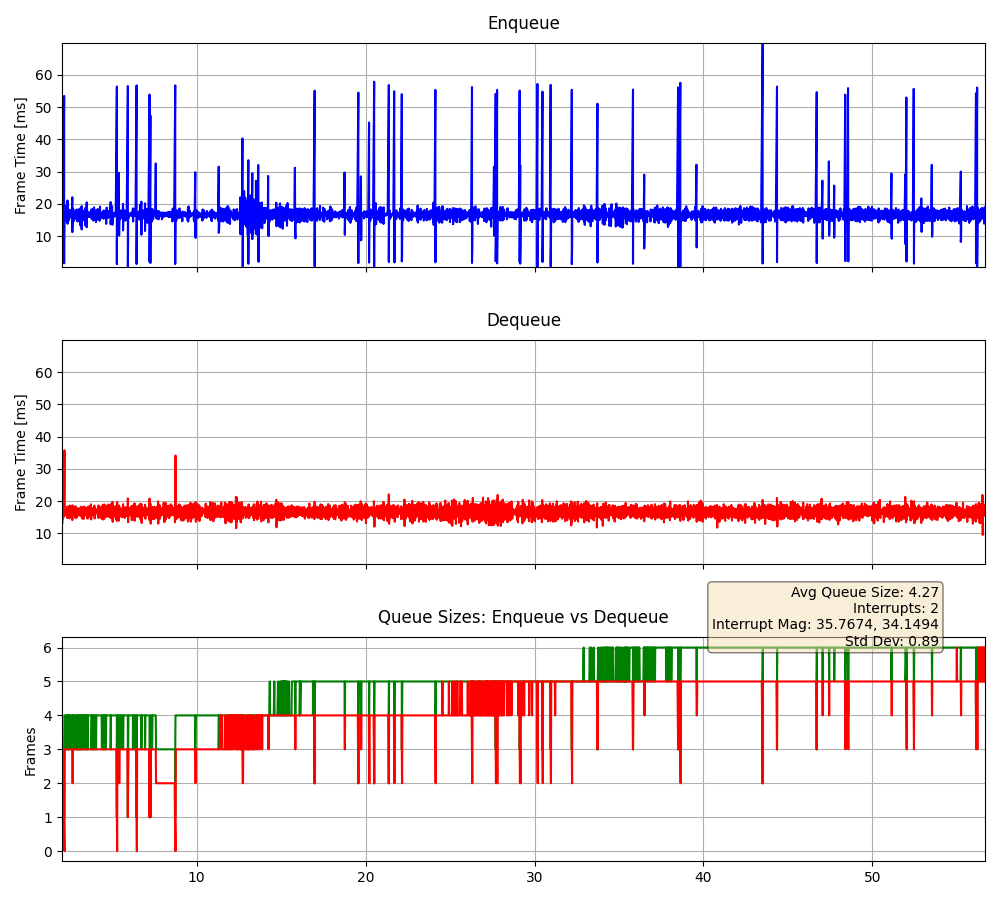 Enqueue
Frame Time [ms]
60
50
40
30
20
10
Dequeue
Frame Time [ms]
60
50
40
30
20
10
Avg Queue Size: 4.27
Interrupts: 2
Interrupt Mag: 35.7674, 34.1494
Std Dev: 0.89
Queue Sizes: Enqueue vs Dequeue
Frames
6
5
4
3
2
1
0
10 20 30 40 50